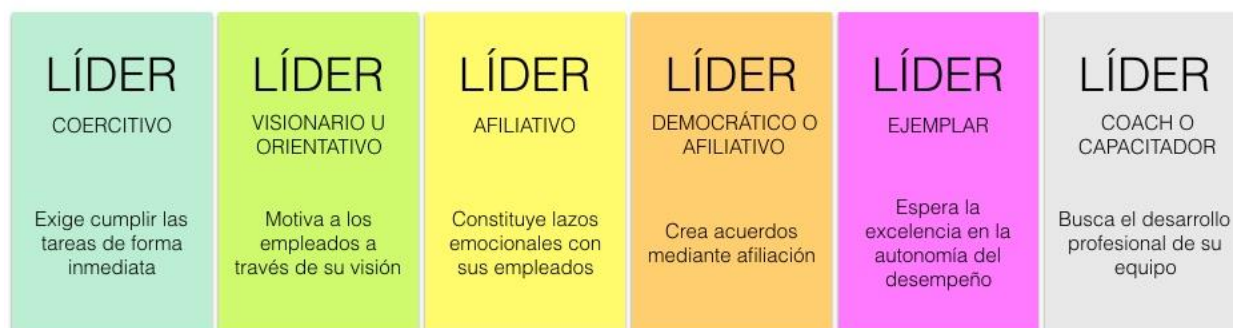 LÍDER
COERCITIVO
Exige cumplir las
tareas de forma
inmediata
LÍDER
VISIONARIO U
ORIENTATIVO
Motiva a los
empleados a
través de su visión
LÍDER
AFILIATIVO
Constituye lazos
emocionales con
sus empleados
LÍDER
DEMOCRÁTICO O
AFILIATIVO
Crea acuerdos
mediante afiliación
LÍDER
EJEMPLAR
Espera la
excelencia en la
autonomía del
desempeño
LÍDER
COACH O
CAPACITADOR
Busca el desarrollo
profesional de su
equipo